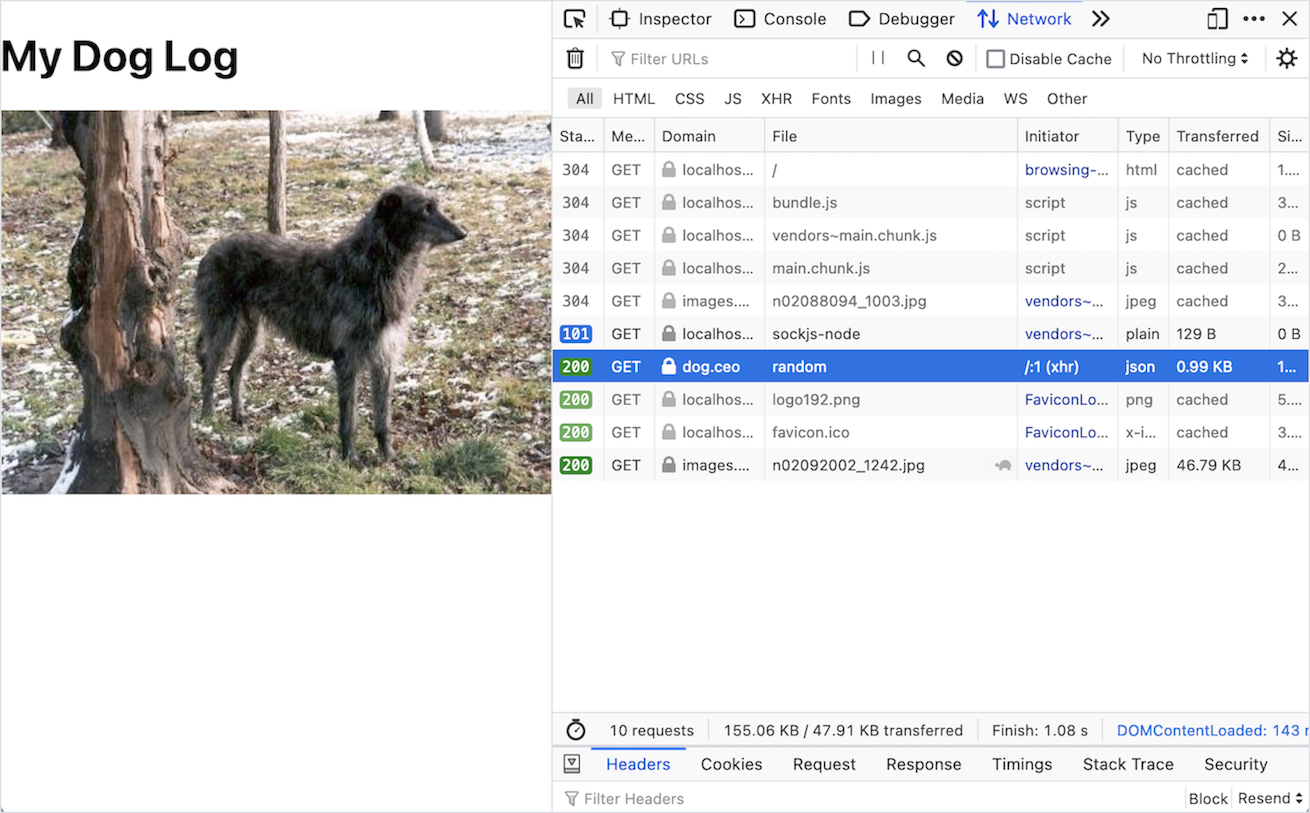 My Dog Log
Inspector Console Debugger Network
Filter URLs Disable Cache No Throttling
All HTML CSS JS XHR Fonts Images Media WS Other
Sta... Me... Domain File Initiator Type Transferred Si...
304 GET localhos... / browsing-... html cached 1....
304 GET localhos... bundle.js script js cached 3...
304 GET localhos... vendors~main.chunk.js script js cached 0 B
304 GET localhos... main.chunk.js script js cached 2...
304 GET images.... n02088094_1003.jpg vendors~... jpeg cached 3...
101 GET localhos... sockjs-node vendors~... plain 129 B 0 B
200 GET dog.ceo random /:1 (xhr) json 0.99 KB 1...
200 GET localhos... logo192.png FaviconLo... png cached 5....
200 GET localhos... favicon.ico FaviconLo... x-i... cached 3....
200 GET images.... n02092002_1242.jpg vendors~... jpeg 46.79 KB 4...
10 requests 155.06 KB / 47.91 KB transferred Finish: 1.08 s DOMContentLoaded: 143
Headers Cookies Request Response Timings Stack Trace Security
Filter Headers Block Resend